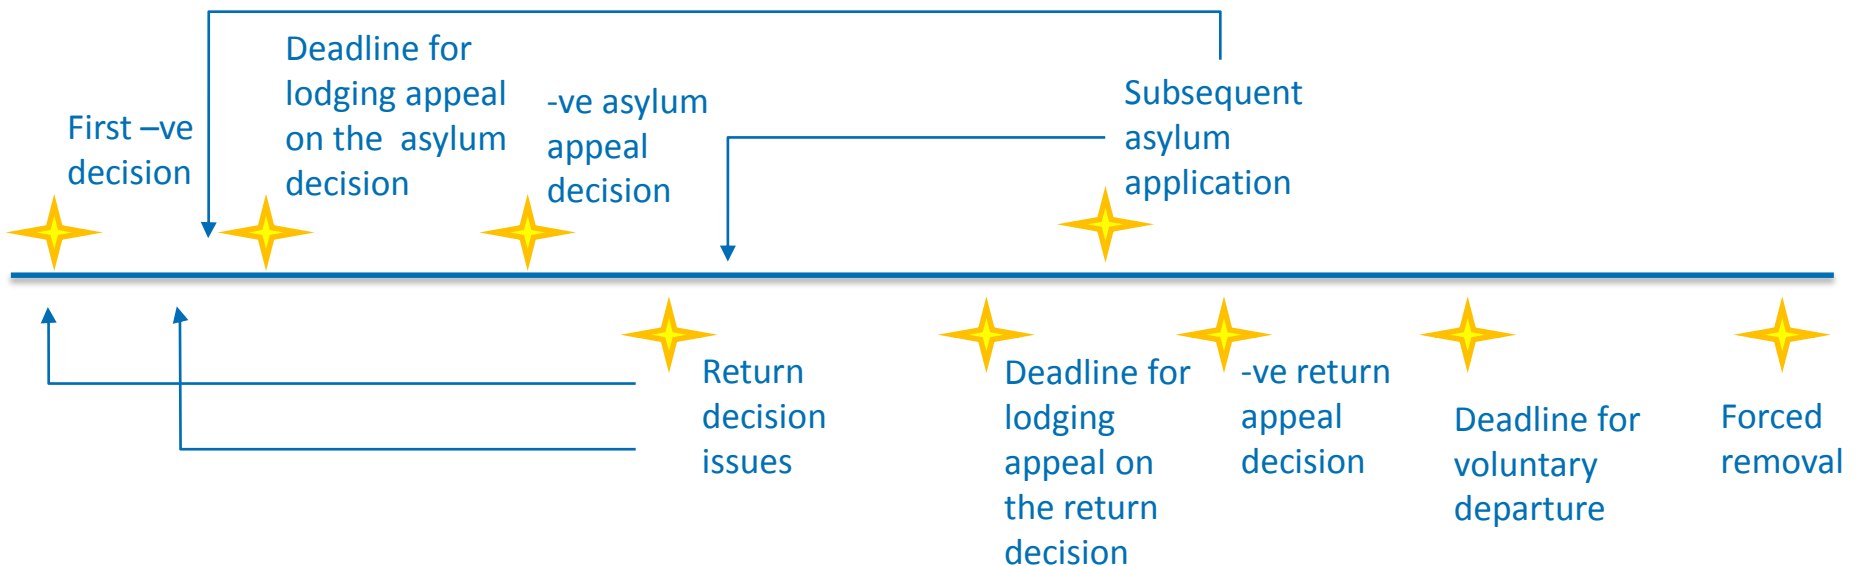 First –ve
decision
Deadline for
lodging appeal
on the  asylum
decision
-ve asylum
appeal
decision
Subsequent
asylum
application
Return
decision
issues
Deadline for
lodging
appeal on
the return
decision
-ve return
appeal
decision
Deadline for
voluntary
departure
Forced
removal